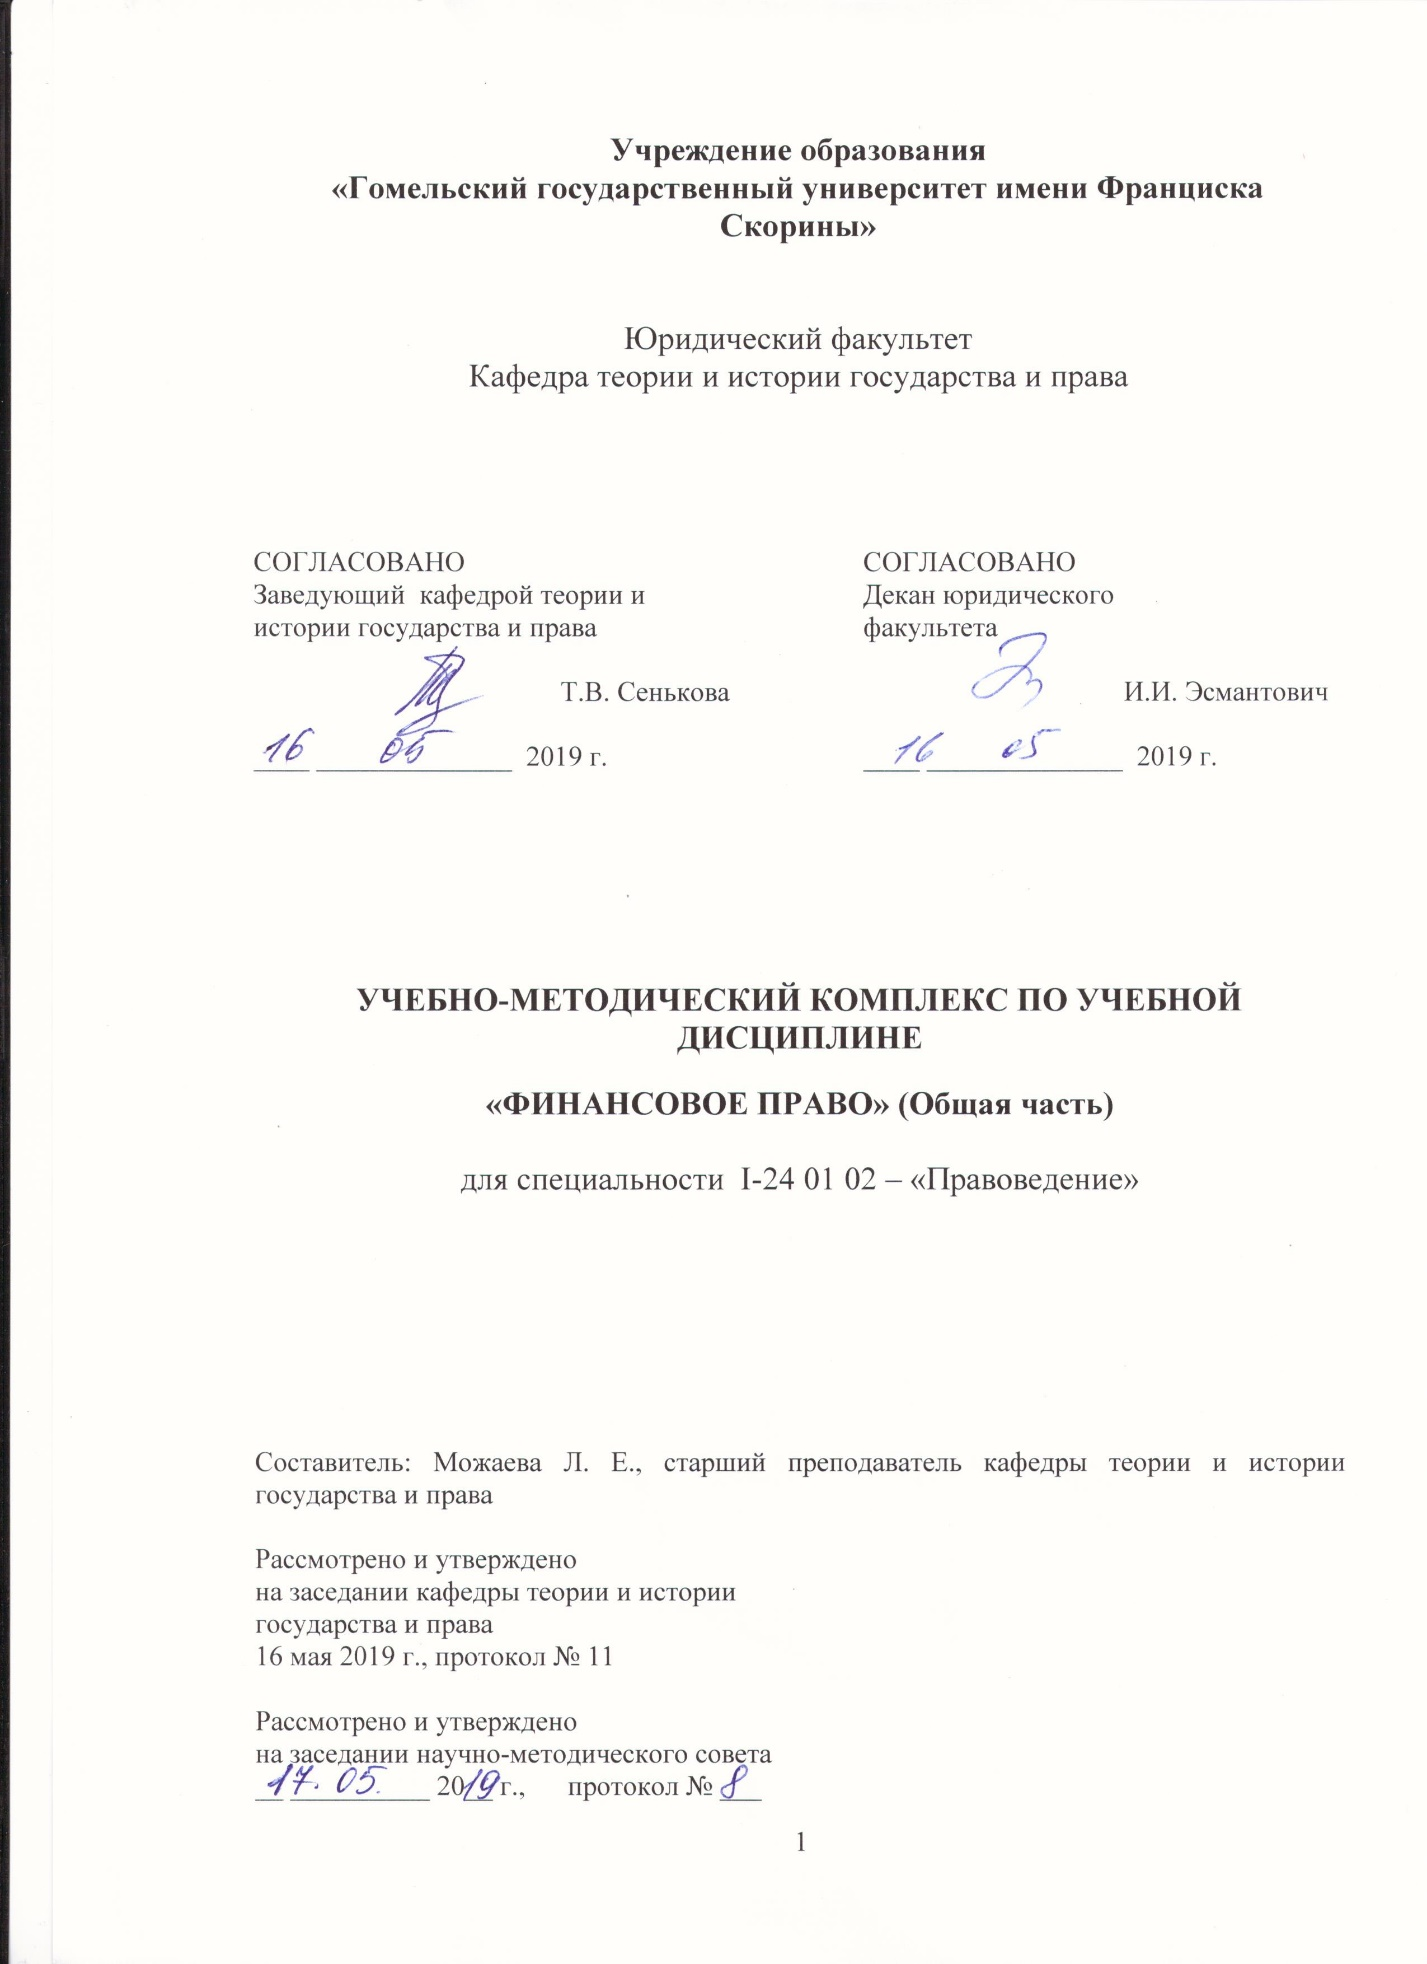 Учреждение образования
«Гомельский государственный университет имени Франциска
Скорины»
Юридический факультет
Кафедра теории и истории государства и права
СОГЛАСОВАНО
Заведующий кафедрой теории и
истории государства и права
Т.В. Сенькова
16 05 2019 г.
СОГЛАСОВАНО
Декан юридического
факультета
И.И. Эсмантович
16 05 2019 г.
УЧЕБНО-МЕТОДИЧЕСКИЙ КОМПЛЕКС ПО УЧЕБНОЙ
ДИСЦИПЛИНЕ
«ФИНАНСОВОЕ ПРАВО» (Общая часть)
для специальности I-24 01 02 – «Правоведение»
Составитель: Можаева Л. Е., старший преподаватель кафедры теории и истории
государства и права
Рассмотрено и утверждено
на заседании кафедры теории и истории
государства и права
16 мая 2019 г., протокол № 11
Рассмотрено и утверждено
на заседании научно-методического совета
17. 05. 2019 г., протокол № 8
1